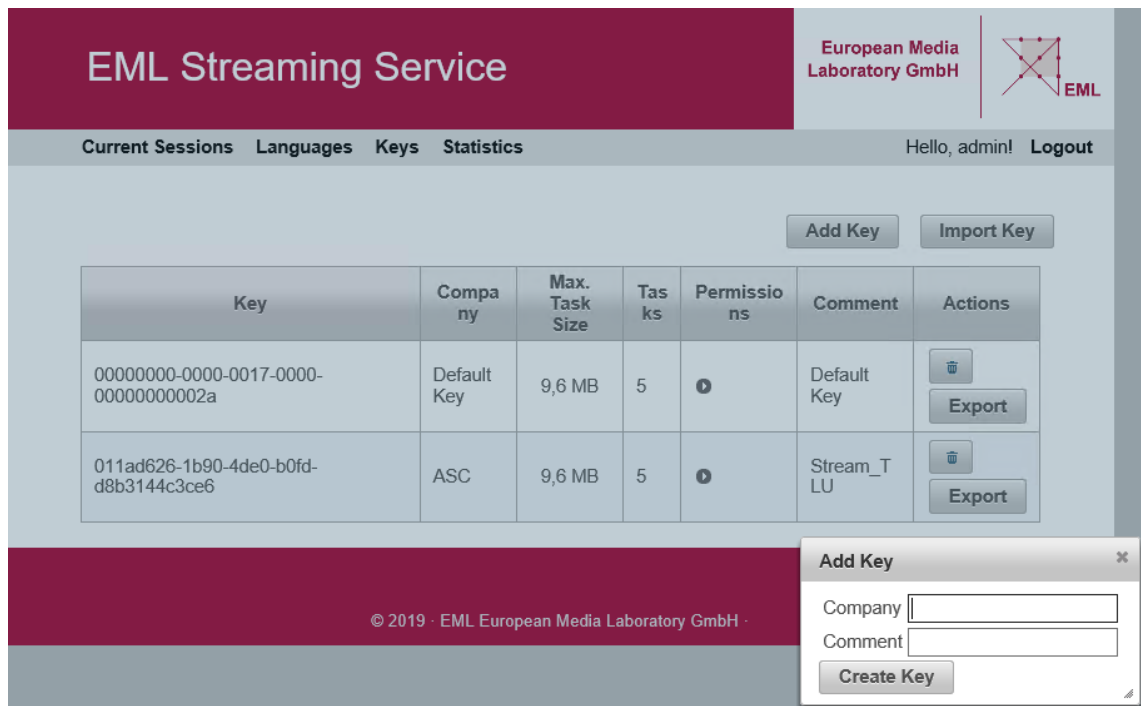 EML Streaming Service
European Media
Laboratory GmbH
EML
Current Sessions Languages Keys Statistics Hello, admin! Logout
Add Key Import Key
Key Compa
ny Max.
Task
Size Tas
ks Permissio
ns Comment Actions
00000000-0000-0017-0000-
00000000002a Default
Key 9,6 MB 5 Default
Key Export
011ad626-1b90-4de0-b0fd-
d8b3144c3ce6 ASC 9,6 MB 5 Stream_T
LU Export
Add Key
Company
Comment
Create Key
© 2019 · EML European Media Laboratory GmbH ·